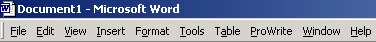 Document1 - Microsoft Word
File Edit View Insert Format Tools Table ProWrite Window Help